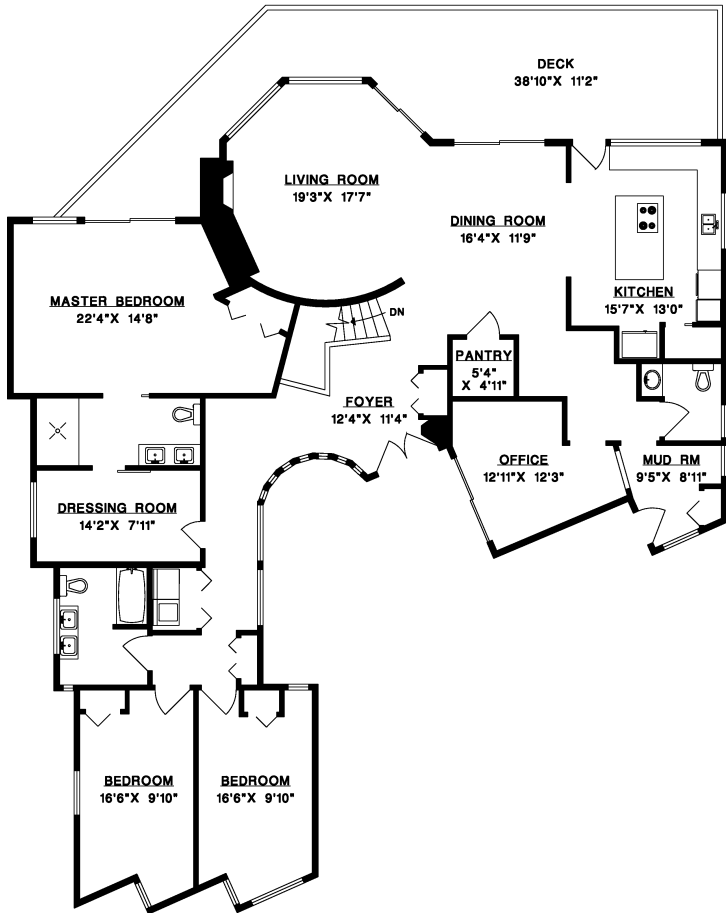 DECK
38'10"X 11'2"
LIVING ROOM
19'3"X 17'7"
DINING ROOM
16'4"X 11'9"
KITCHEN
15'7"X 13'0"
MASTER BEDROOM
22'4"X 14'8"
DN
PANTRY
5'4"
X 4'11"
FOYER
12'4"X 11'4"
OFFICE
12'11"X 12'3"
MUD RM
9'5"X 8'11"
DRESSING ROOM
14'2"X 7'11"
BEDROOM
16'6"X 9'10"
BEDROOM
16'6"X 9'10"